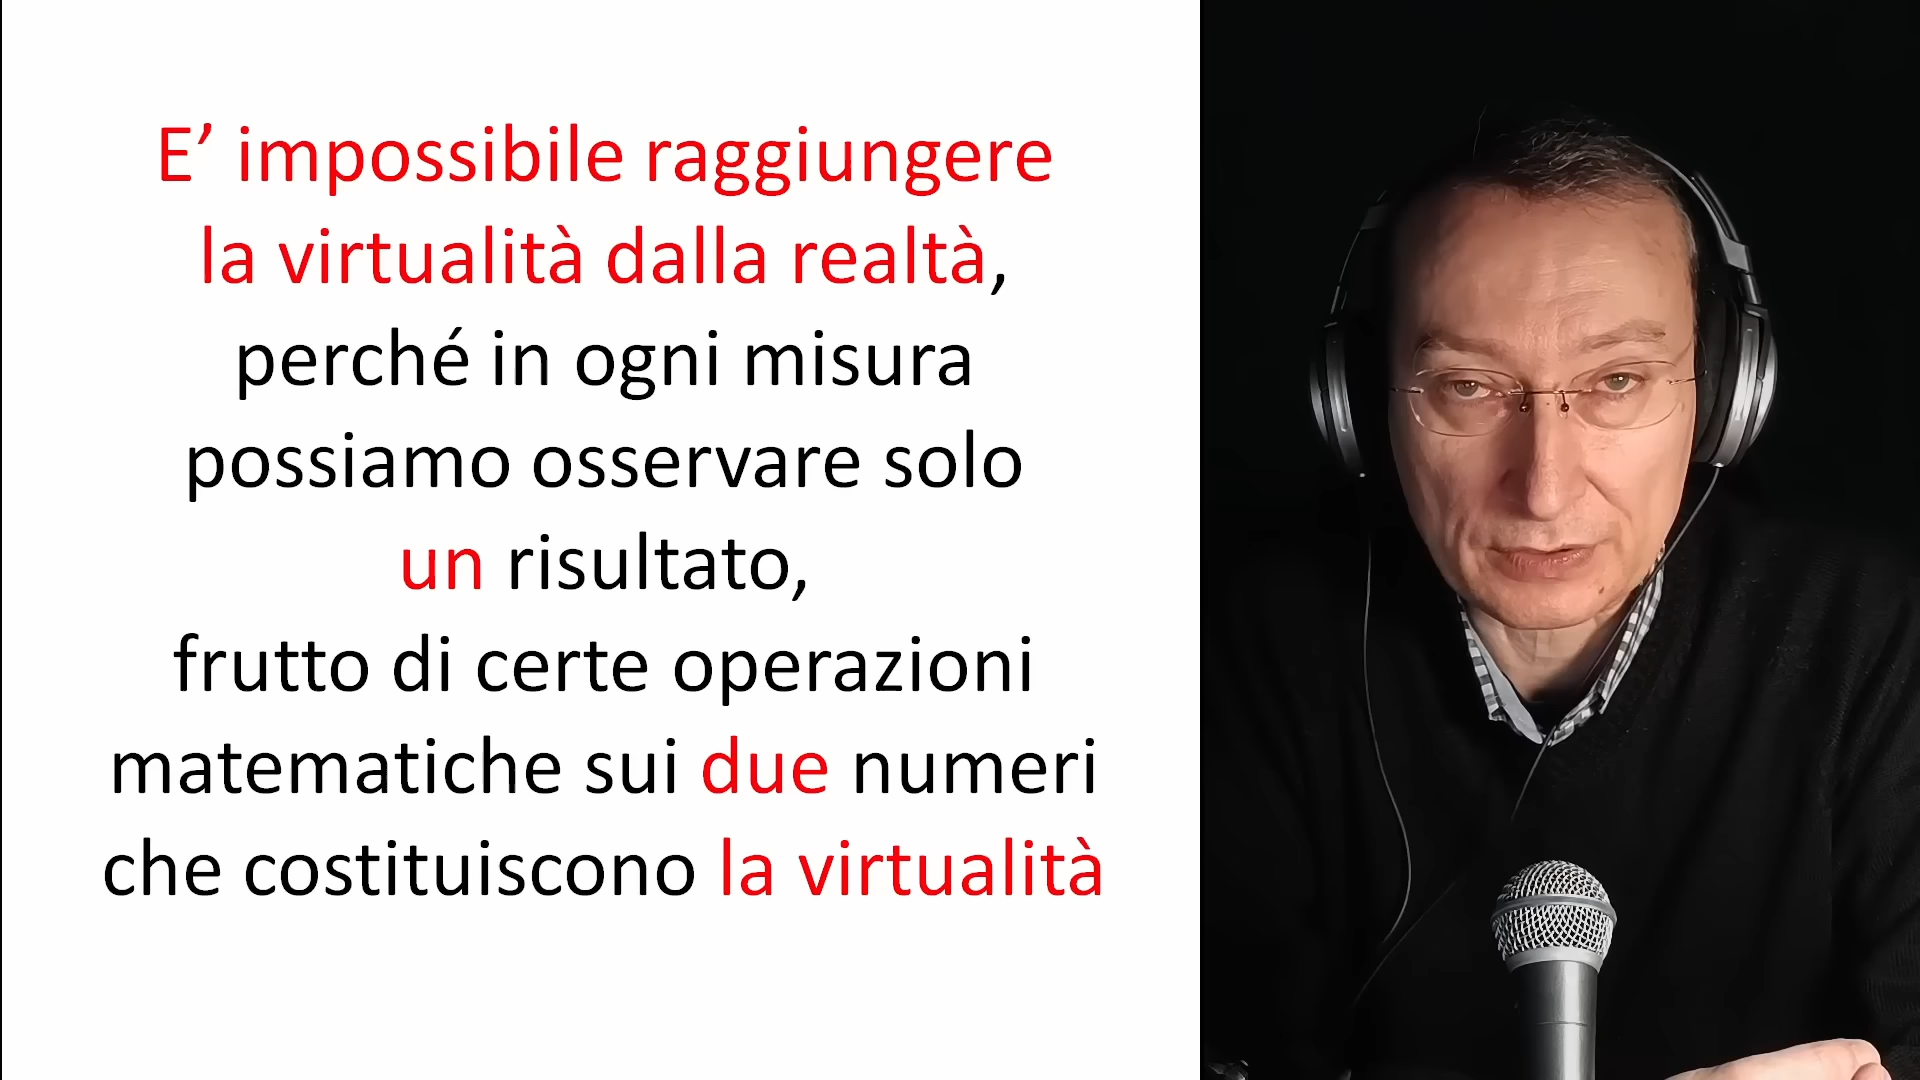 E’ impossibile raggiungere
la virtualità dalla realtà,
perché in ogni misura
possiamo osservare solo
un risultato,
frutto di certe operazioni
matematiche sui due numeri
che costituiscono la virtualità